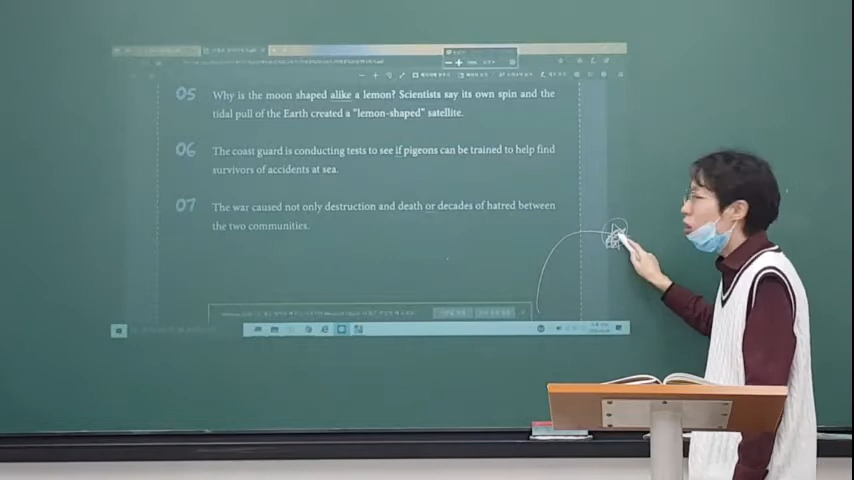 05 Why is the moon shaped alike a lemon? Scientists say its own spin and the
tidal pull of the Earth created a "lemon-shaped" satellite.
06 The coast guard is conducting tests to see if pigeons can be trained to help find
survivors of accidents at sea.
07 The war caused not only destruction and death or decades of hatred between
the two communities.